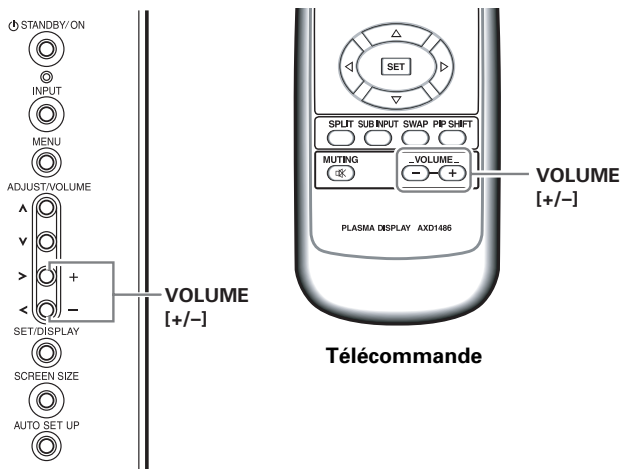 STANDBY/ON
INPUT
MENU
ADJUST/VOLUME
+
–
VOLUME
[+/–]
SET/DISPLAY
SCREEN SIZE
AUTO SET UP
SET
SPLIT SUB INPUT SWAP PIP SHIFT
MUTING VOLUME
– +
VOLUME
[+/–]
PLASMA DISPLAY AXD1486
Télécommande